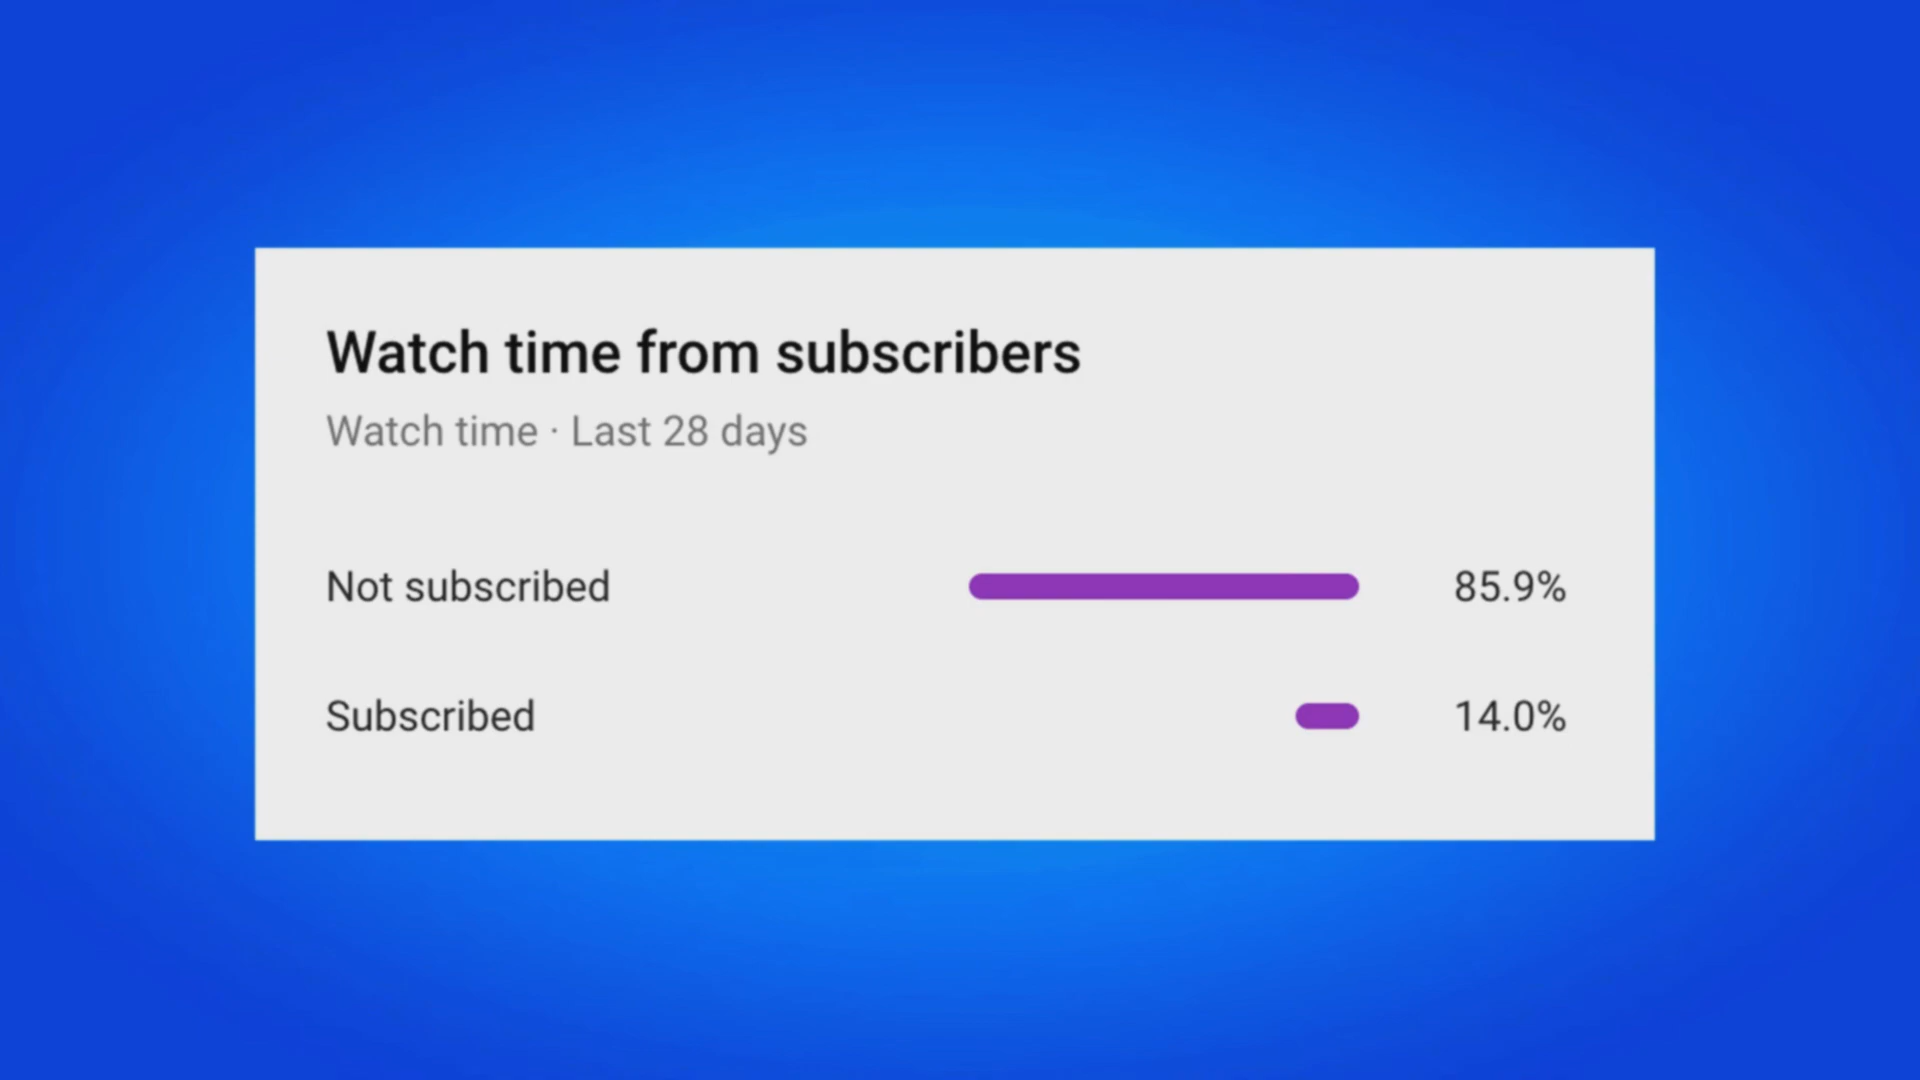 Watch time from subscribers
Watch time · Last 28 days
Not subscribed 85.9%
Subscribed 14.0%